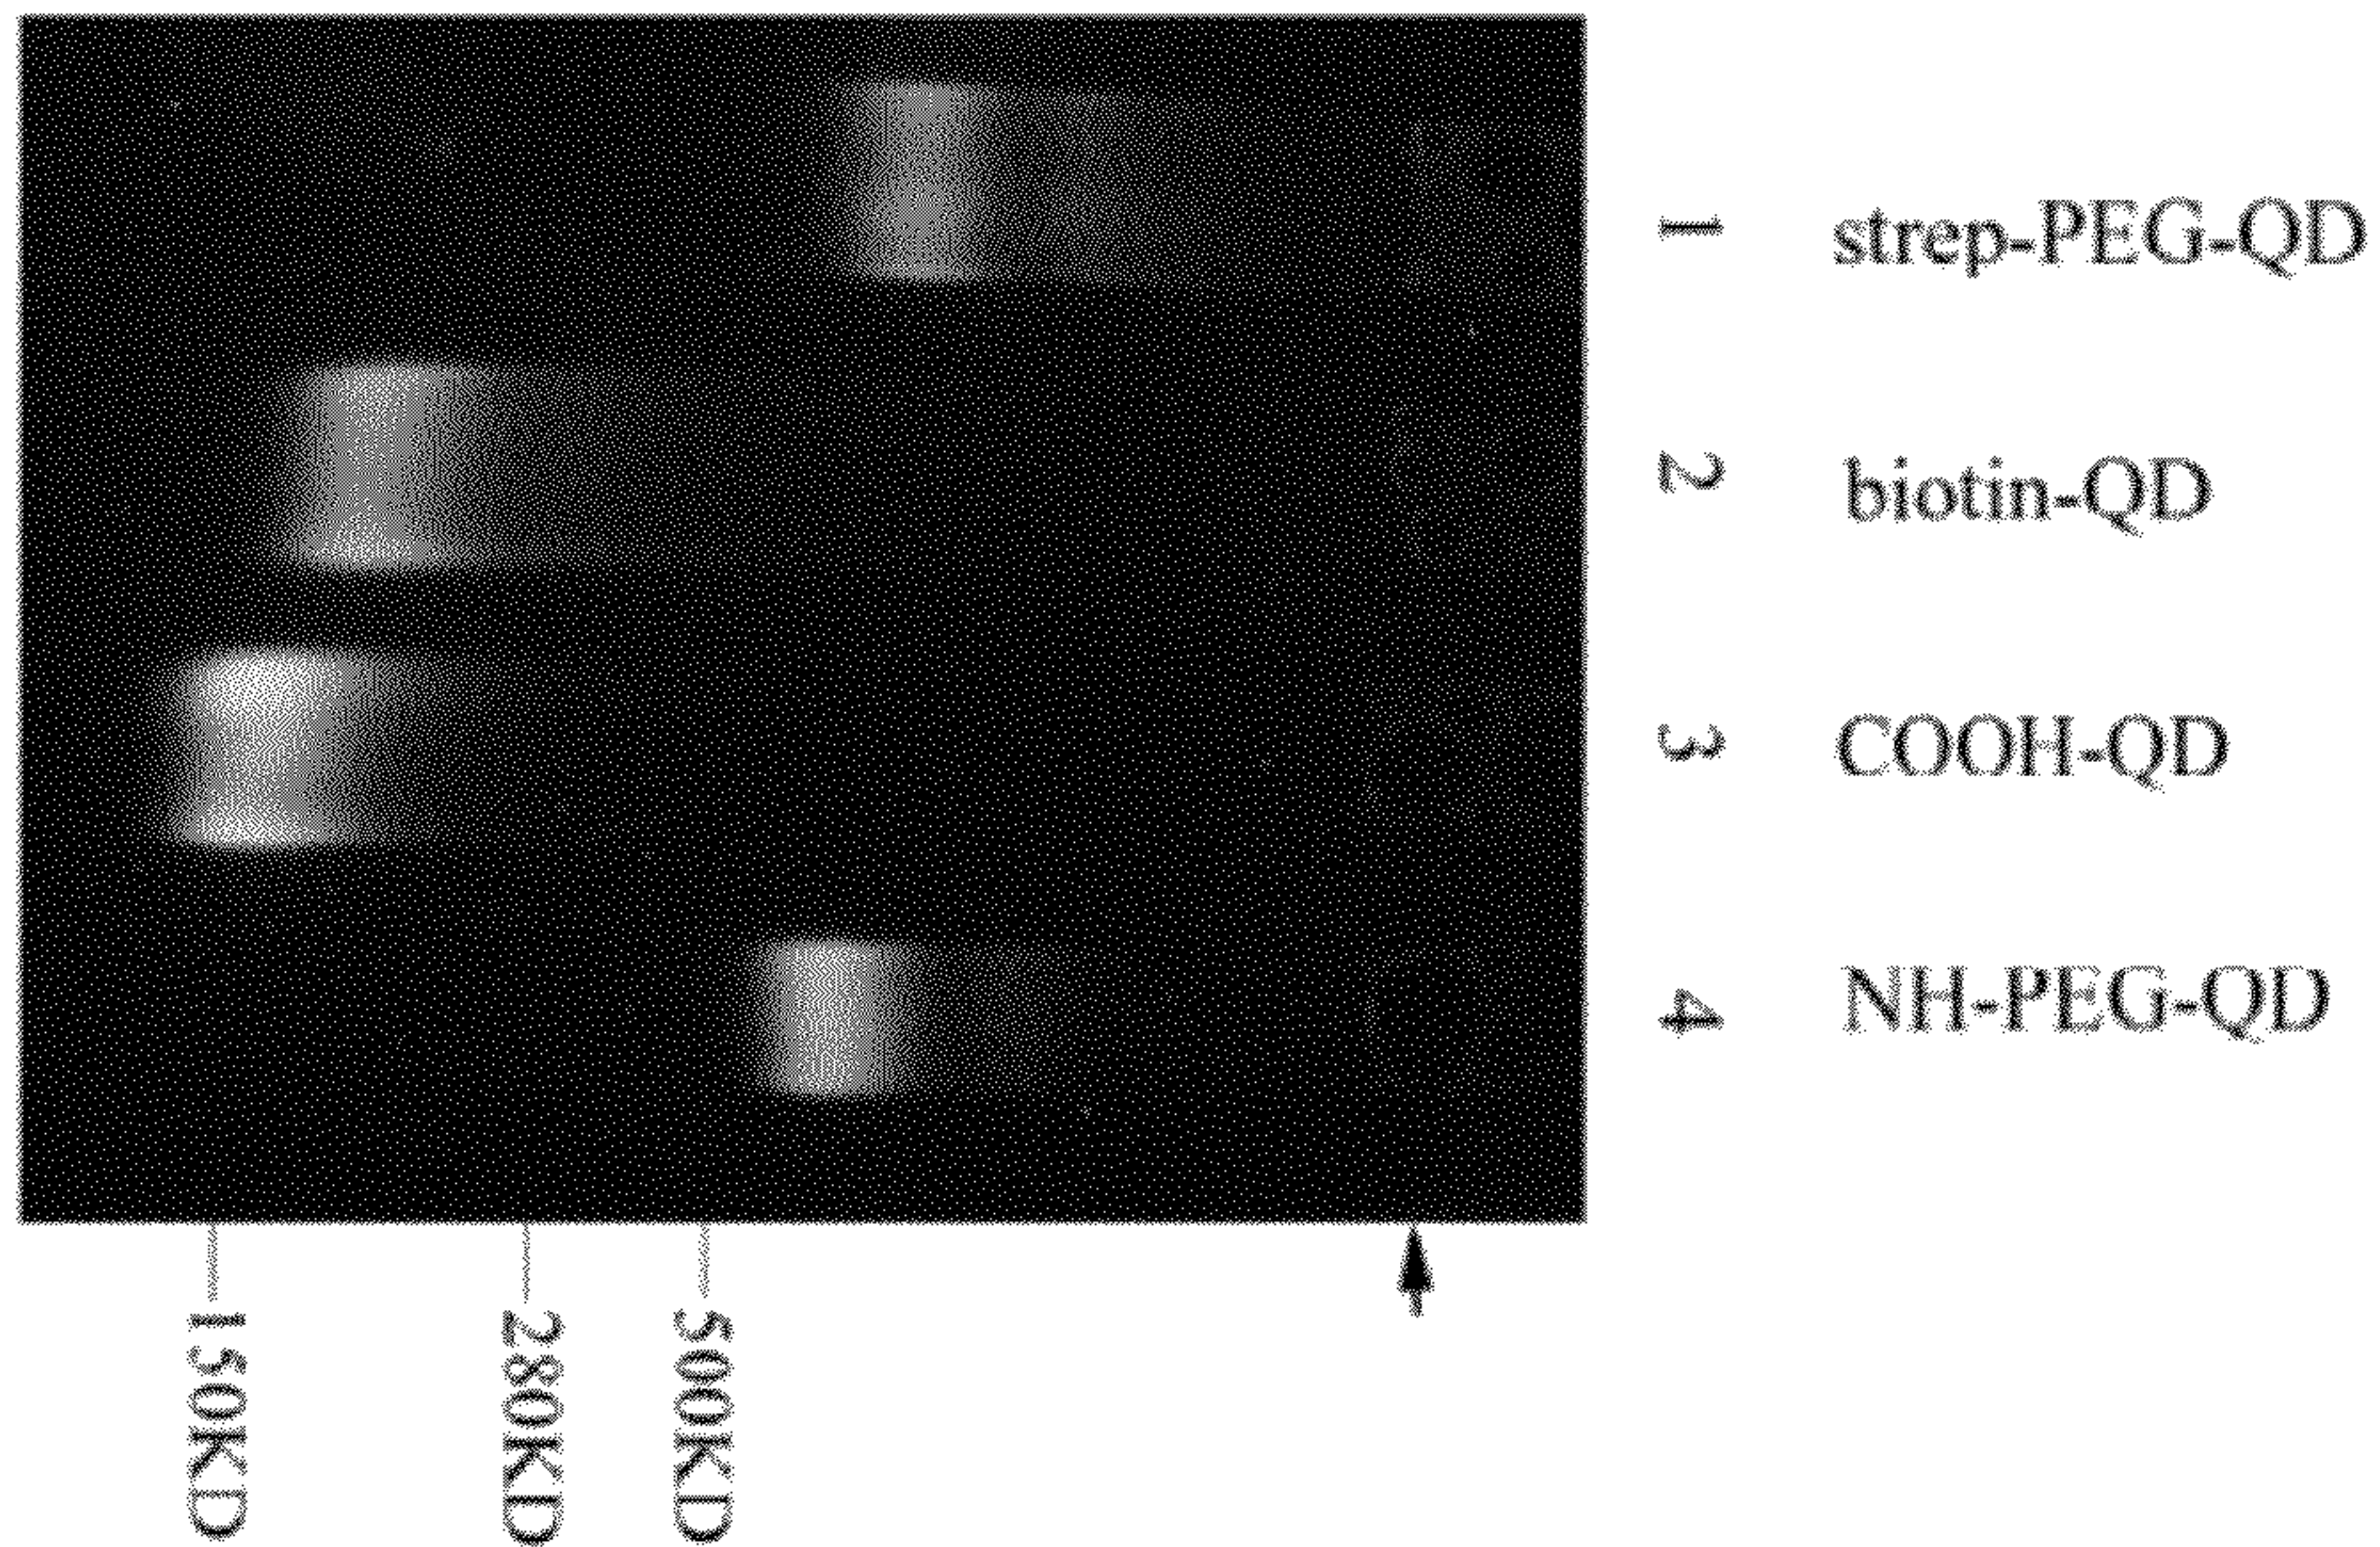 1 strep-PEG-QD
2 biotin-QD
3 COOH-QD
4 NH-PEG-QD
150KD
280KD
500KD